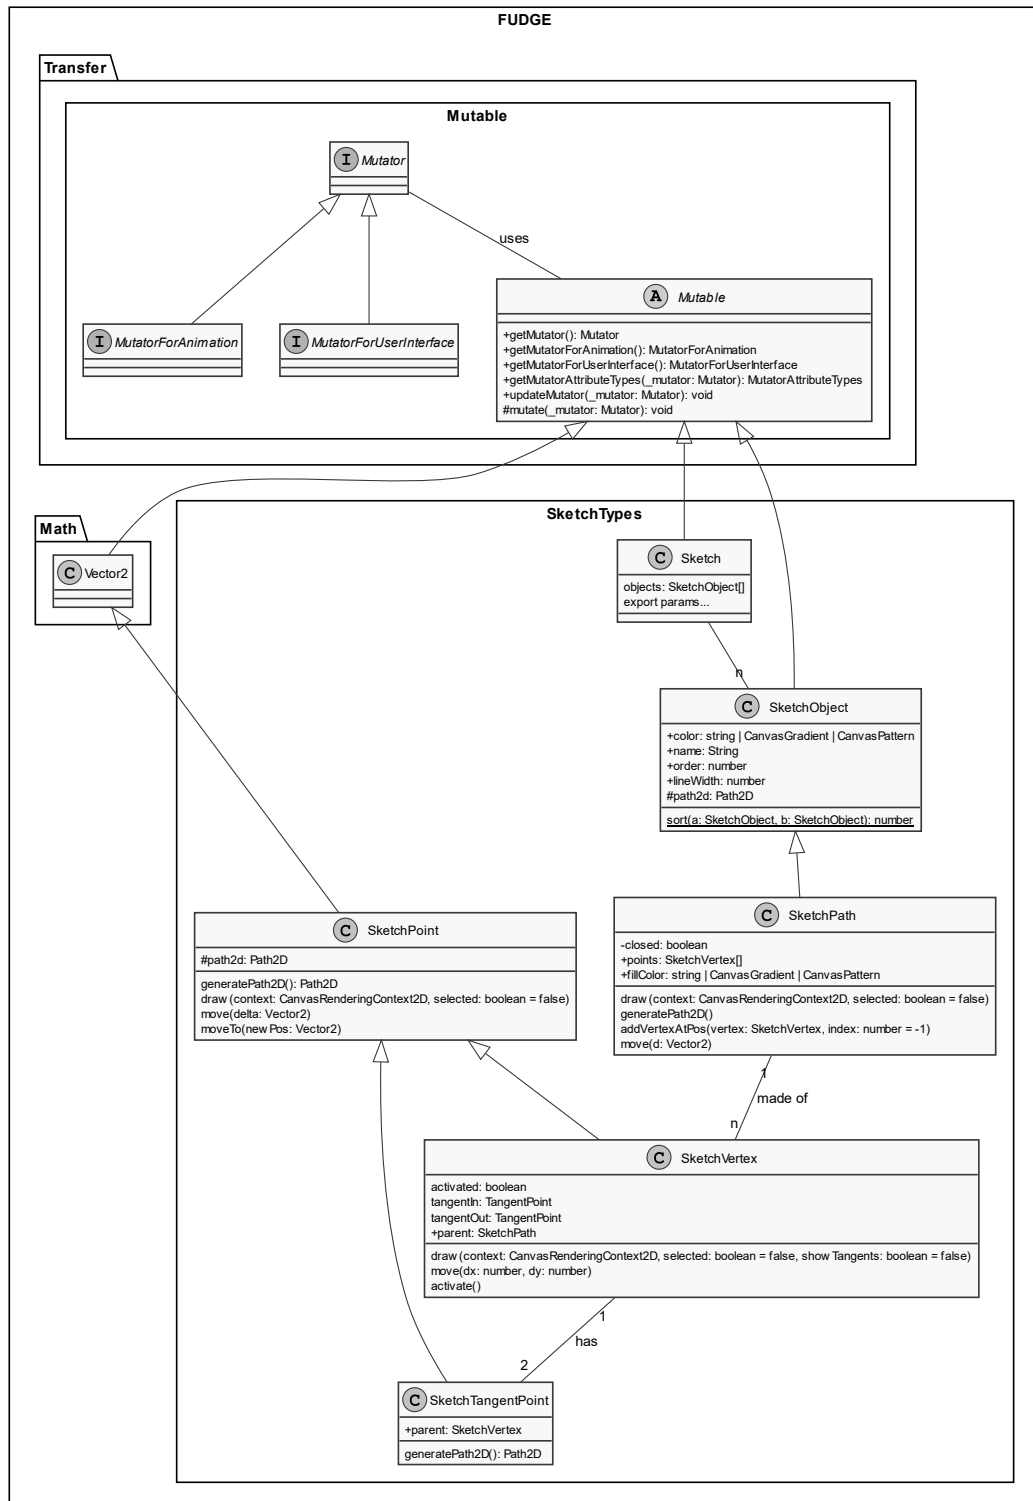 FUDGE
Transfer
Mutable
I Mutator
uses
I MutatorForAnimation
I MutatorForUserInterface
A Mutable
+getMutator(): Mutator
+getMutatorForAnimation(): MutatorForAnimation
+getMutatorForUserInterface(): MutatorForUserInterface
+getMutatorAttributeTypes(_mutator: Mutator): MutatorAttributeTypes
+updateMutator(_mutator: Mutator): void
#mutate(_mutator: Mutator): void
Math
C Vector2
SketchTypes
C Sketch
objects: SketchObject[]
export params...
n
C SketchObject
+color: string | CanvasGradient | CanvasPattern
+name: String
+order: number
+lineWidth: number
#path2d: Path2D
sort(a: SketchObject, b: SketchObject): number
C SketchPoint
#path2d: Path2D
generatePath2D(): Path2D
draw(context: CanvasRenderingContext2D, selected: boolean = false)
move(delta: Vector2)
moveTo(newPos: Vector2)
C SketchPath
-closed: boolean
+points: SketchVertex[]
+fillColor: string | CanvasGradient | CanvasPattern
draw(context: CanvasRenderingContext2D, selected: boolean = false)
generatePath2D()
addVertexAtPos(vertex: SketchVertex, index: number = -1)
move(d: Vector2)
1
made of
n
C SketchVertex
activated: boolean
tangentIn: TangentPoint
tangentOut: TangentPoint
+parent: SketchPath
draw(context: CanvasRenderingContext2D, selected: boolean = false, showTangents: boolean = false)
move(dx: number, dy: number)
activate()
1
has
2
C SketchTangentPoint
+parent: SketchVertex
generatePath2D(): Path2D